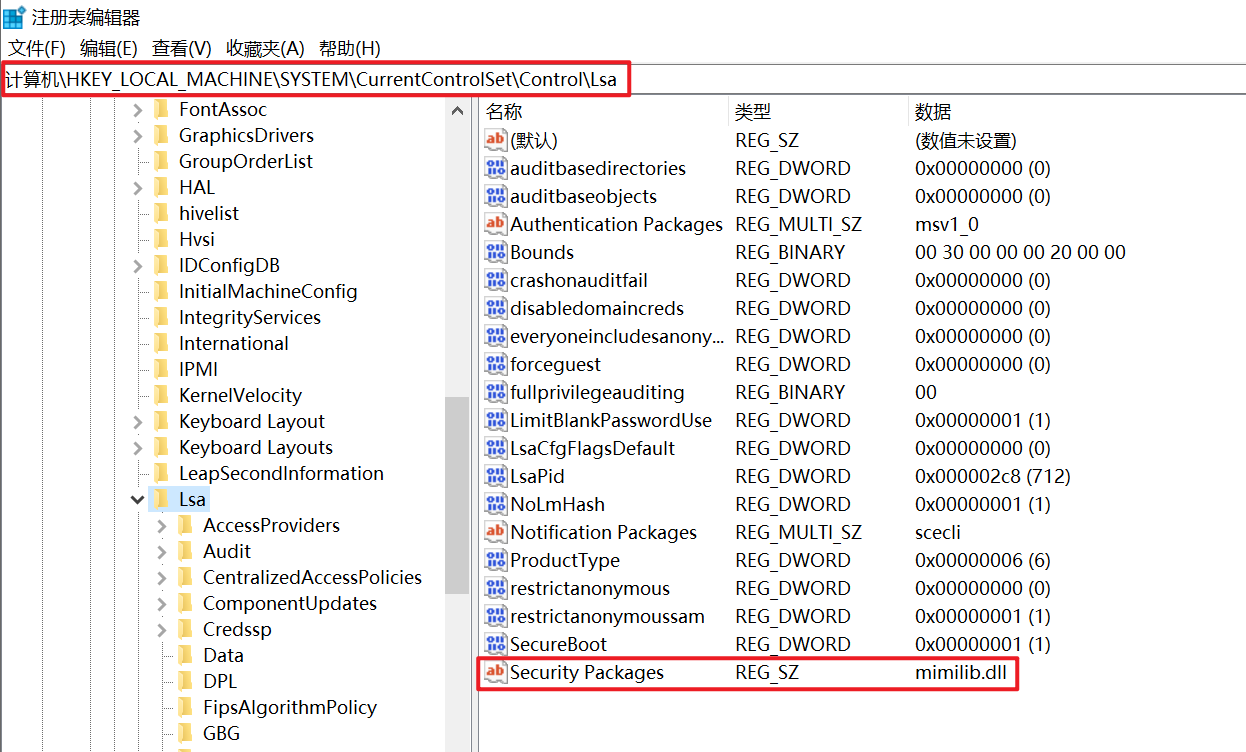 注册表编辑器
文件(F) 编辑(E) 查看(V) 收藏夹(A) 帮助(H)
计算机\HKEY_LOCAL_MACHINE\SYSTEM\CurrentControlSet\Control\Lsa
FontAssoc
GraphicsDrivers
GroupOrderList
HAL
hivelist
Hvsi
IDConfigDB
InitialMachineConfig
IntegrityServices
International
IPMI
KernelVelocity
Keyboard Layout
Keyboard Layouts
LeapSecondInformation
Lsa
AccessProviders
Audit
CentralizedAccessPolicies
ComponentUpdates
Credssp
Data
DPL
FipsAlgorithmPolicy
GBG
名称 类型 数据
(默认) REG_SZ (数值未设置)
auditbasedirectories REG_DWORD 0x00000000 (0)
auditbaseobjects REG_DWORD 0x00000000 (0)
Authentication Packages REG_MULTI_SZ msv1_0
Bounds REG_BINARY 00 30 00 00 00 20 00 00
crashonauditfail REG_DWORD 0x00000000 (0)
disabledomaincreds REG_DWORD 0x00000000 (0)
everyoneincludesanony... REG_DWORD 0x00000000 (0)
forceguest REG_DWORD 0x00000000 (0)
fullprivilegeauditing REG_BINARY 00
LimitBlankPasswordUse REG_DWORD 0x00000001 (1)
LsaCfgFlagsDefault REG_DWORD 0x00000000 (0)
LsaPid REG_DWORD 0x000002c8 (712)
NoLmHash REG_DWORD 0x00000001 (1)
Notification Packages REG_MULTI_SZ scecli
ProductType REG_DWORD 0x00000006 (6)
restrictanonymous REG_DWORD 0x00000000 (0)
restrictanonymoussam REG_DWORD 0x00000001 (1)
SecureBoot REG_DWORD 0x00000001 (1)
Security Packages REG_SZ mimilib.dll